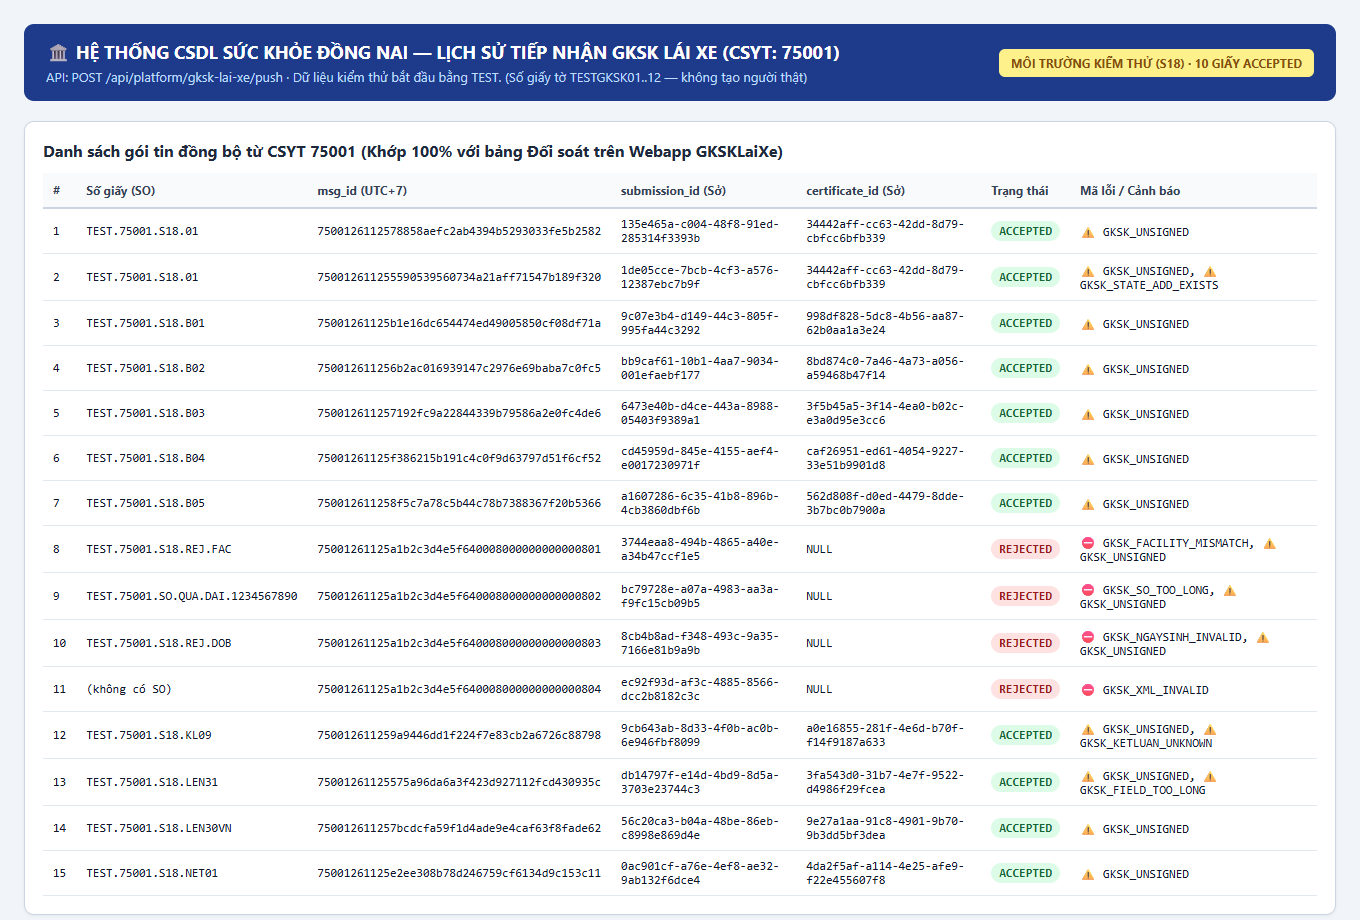 🏛️ HỆ THỐNG CSDL SỨC KHỎE ĐỒNG NAI — LỊCH SỬ TIẾP NHẬN GKSK LÁI XE (CSYT: 75001)
API: POST /api/platform/gksk-lai-xe/push · Dữ liệu kiểm thử bắt đầu bằng TEST. (Số giấy tờ TESTGKSK01..12 — không tạo người thật)
MÔI TRƯỜNG KIỂM THỬ (S18) · 10 GIẤY ACCEPTED
Danh sách gói tin đồng bộ từ CSYT 75001 (Khớp 100% với bảng Đối soát trên Webapp GKSKLaiXe)
# Số giấy (SO) msg_id (UTC+7) submission_id (Sở) certificate_id (Sở) Trạng thái Mã lỗi / Cảnh báo
1 TEST.75001.S18.01 7500126112578858aefc2ab4394b5293033fe5b2582 135e465a-c004-48f8-91ed-285314f3393b 34442aff-cc63-42dd-8d79-cbfcc6bfb339 ACCEPTED ⚠️ GKSK_UNSIGNED
2 TEST.75001.S18.01 750012611255590539560734a21aff71547b189f320 1de05cce-7bcb-4cf3-a576-12387ebc7b9f 34442aff-cc63-42dd-8d79-cbfcc6bfb339 ACCEPTED ⚠️ GKSK_UNSIGNED, ⚠️ GKSK_STATE_ADD_EXISTS
3 TEST.75001.S18.B01 75001261125b1e16dc654474ed49005850cf08df71a 9c07e3b4-d149-44c3-805f-995fa44c3292 998df828-5dc8-4b56-aa87-62b0aa1a3e24 ACCEPTED ⚠️ GKSK_UNSIGNED
4 TEST.75001.S18.B02 750012611256b2ac016939147c2976e69baba7c0fc5 bb9caf61-10b1-4aa7-9034-001efaebf177 8bd874c0-7a46-4a73-a056-a59468b47f14 ACCEPTED ⚠️ GKSK_UNSIGNED
5 TEST.75001.S18.B03 750012611257192fc9a22844339b79586a2e0fc4de6 6473e40b-d4ce-443a-8988-05403f9389a1 3f5b45a5-3f14-4ea0-b02c-e3a0d95e3cc6 ACCEPTED ⚠️ GKSK_UNSIGNED
6 TEST.75001.S18.B04 75001261125f386215b191c4c0f9d63797d51f6cf52 cd45959d-845e-4155-aef4-e0017230971f caf26951-ed61-4054-9227-33e51b9901d8 ACCEPTED ⚠️ GKSK_UNSIGNED
7 TEST.75001.S18.B05 750012611258f5c7a78c5b44c78b7388367f20b5366 a1607286-6c35-41b8-896b-4cb3860dbf6b 562d808f-d0ed-4479-8dde-3b7bc0b7900a ACCEPTED ⚠️ GKSK_UNSIGNED
8 TEST.75001.S18.REJ.FAC 75001261125a1b2c3d4e5f640008000000000000801 3744eaa8-494b-4865-a40e-a34b47ccf1e5 NULL REJECTED ⛔ GKSK_FACILITY_MISMATCH, ⚠️ GKSK_UNSIGNED
9 TEST.75001.SO.QUA.DAI.1234567890 75001261125a1b2c3d4e5f640008000000000000802 bc79728e-a07a-4983-aa3a-f9fc15cb09b5 NULL REJECTED ⛔ GKSK_SO_TOO_LONG, ⚠️ GKSK_UNSIGNED
10 TEST.75001.S18.REJ.DOB 75001261125a1b2c3d4e5f640008000000000000803 8cb4b8ad-f348-493c-9a35-7166e81b9a9b NULL REJECTED ⛔ GKSK_NGAYSINH_INVALID, ⚠️ GKSK_UNSIGNED
11 (không có SO) 75001261125a1b2c3d4e5f640008000000000000804 ec92f93d-af3c-4885-8566-dcc2b8182c3c NULL REJECTED ⛔ GKSK_XML_INVALID
12 TEST.75001.S18.KL09 750012611259a9446dd1f224f7e83cb2a6726c88798 9cb643ab-8d33-4f0b-ac0b-6e946fbf8099 a0e16855-281f-4e6d-b70f-f14f9187a633 ACCEPTED ⚠️ GKSK_UNSIGNED, ⚠️ GKSK_KETLUAN_UNKNOWN
13 TEST.75001.S18.LEN31 75001261125575a96da6a3f423d927112fcd430935c db14797f-e14d-4bd9-8d5a-3703e23744c3 3fa543d0-31b7-4e7f-9522-d4986f29fcea ACCEPTED ⚠️ GKSK_UNSIGNED, ⚠️ GKSK_FIELD_TOO_LONG
14 TEST.75001.S18.LEN30VN 750012611257bcdcfa59f1d4ade9e4caf63f8fade62 56c20ca3-b04a-48be-86eb-c8998e869d4e 9e27a1aa-91c8-4901-9b70-9b3dd5bf3dea ACCEPTED ⚠️ GKSK_UNSIGNED
15 TEST.75001.S18.NET01 75001261125e2ee308b78d246759cf6134d9c153c11 0ac901cf-a76e-4ef8-ae32-9ab132f6dce4 4da2f5af-a114-4e25-afe9-f22e455607f8 ACCEPTED ⚠️ GKSK_UNSIGNED